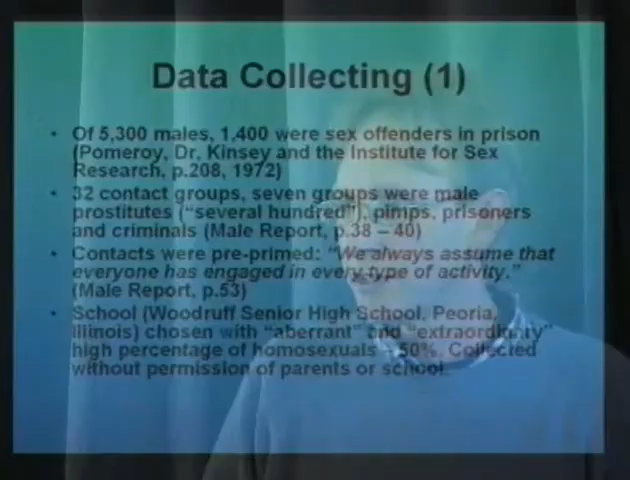 Data Collecting (1)
• Of 5,300 males, 1,400 were sex offenders in prison
(Pomeroy, Dr. Kinsey and the Institute for Sex
Research, p.208, 1972)
• 32 contact groups, seven groups were male
prostitutes ("several hundred"), pimps, prisoners
and criminals (Male Report, p.38 – 40)
• Contacts were pre-primed: "We always assume that
everyone has engaged in every type of activity."
(Male Report, p.53)
• School (Woodruff Senior High School, Peoria,
Illinois) chosen with "aberrant" and "extraordinary"
high percentage of homosexuals - 50%. Collected
without permission of parents or school.